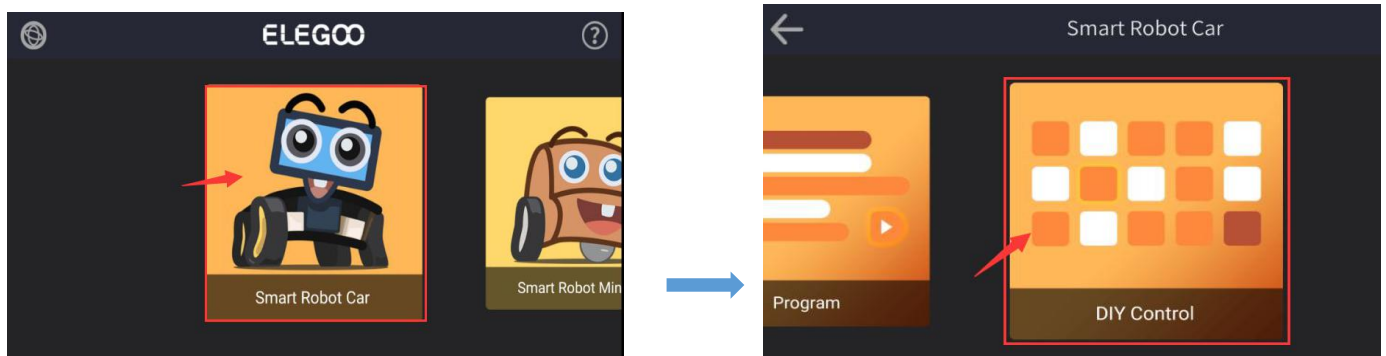 ELEGOO
?
Smart Robot Car
Smart Robot Min
Smart Robot Car
Program
DIY Control